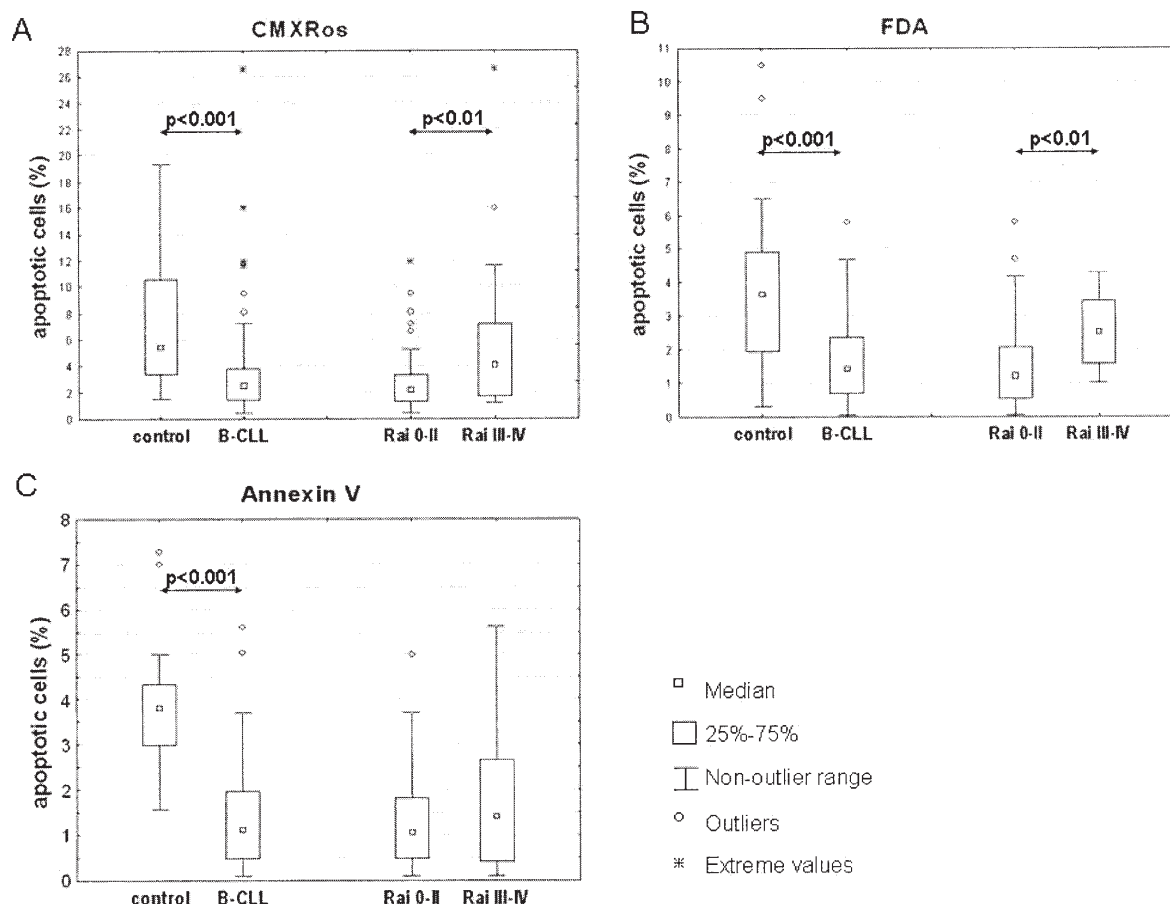 A
CMXRos
apoptotic cells (%)
28
26
24
22
20
18
16
14
12
10
8
6
4
2
0
p<0.001
p<0.01
control B-CLL Rai 0-II Rai III-IV
B
FDA
apoptotic cells (%)
11
10
9
8
7
6
5
4
3
2
1
0
p<0.001
p<0.01
control B-CLL Rai 0-II Rai III-IV
C
Annexin V
apoptotic cells (%)
8
7
6
5
4
3
2
1
0
p<0.001
control B-CLL Rai 0-II Rai III-IV
Median
25%-75%
Non-outlier range
Outliers
Extreme values